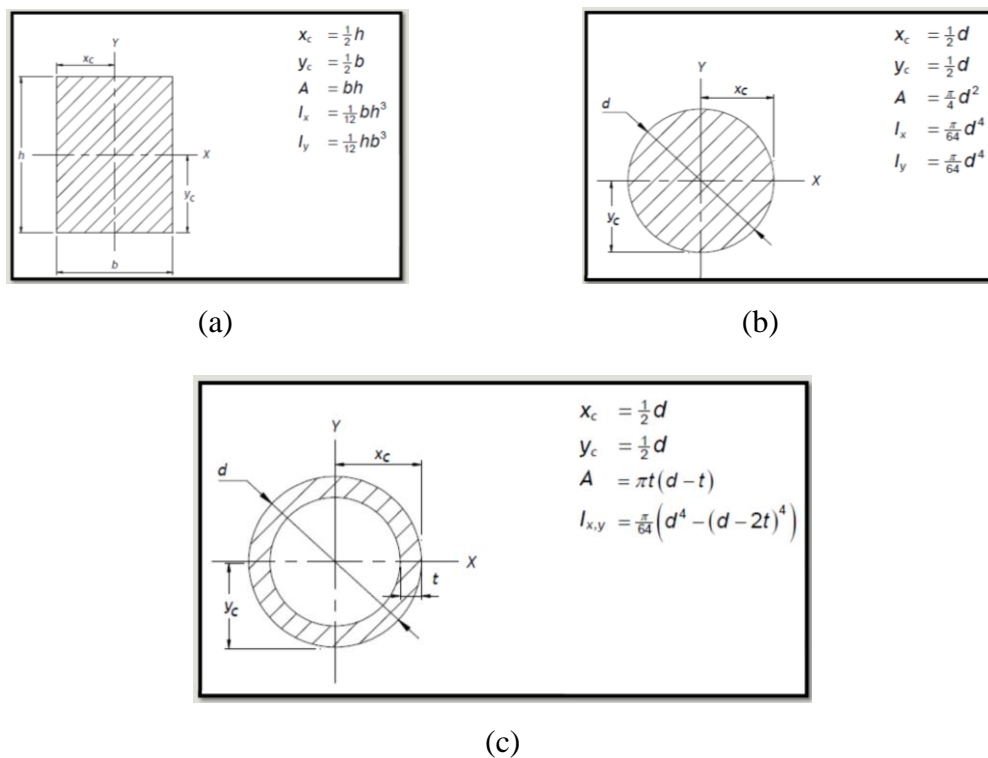 Y
x_c
h
X
y_c
b
x_c = ½h
y_c = ½b
A = bh
I_x = 1/12 bh³
I_y = 1/12 hb³
(a)
Y
d
x_c
X
y_c
x_c = ½d
y_c = ½d
A = π/4 d²
I_x = π/64 d⁴
I_y = π/64 d⁴
(b)
Y
d
x_c
X
t
y_c
x_c = ½d
y_c = ½d
A = πt(d−t)
I_x,y = π/64 (d⁴−(d−2t)⁴)
(c)